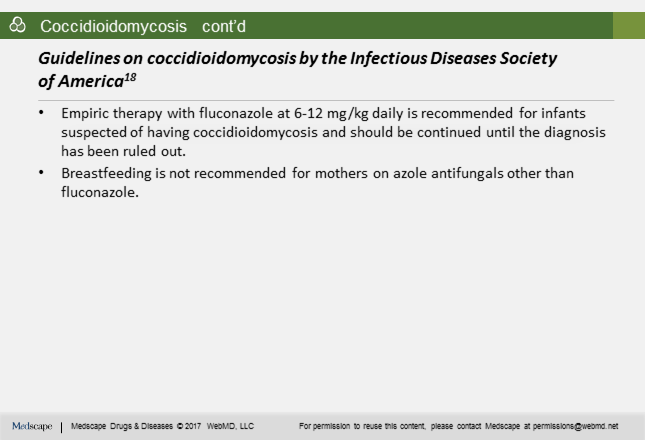 Coccidioidomycosis cont'd
Guidelines on coccidioidomycosis by the Infectious Diseases Society
of America18
• Empiric therapy with fluconazole at 6-12 mg/kg daily is recommended for infants
suspected of having coccidioidomycosis and should be continued until the diagnosis
has been ruled out.
• Breastfeeding is not recommended for mothers on azole antifungals other than
fluconazole.
Medscape | Medscape Drugs & Diseases © 2017 WebMD, LLC For permission to reuse this content, please contact Medscape at permissions@webmd.net